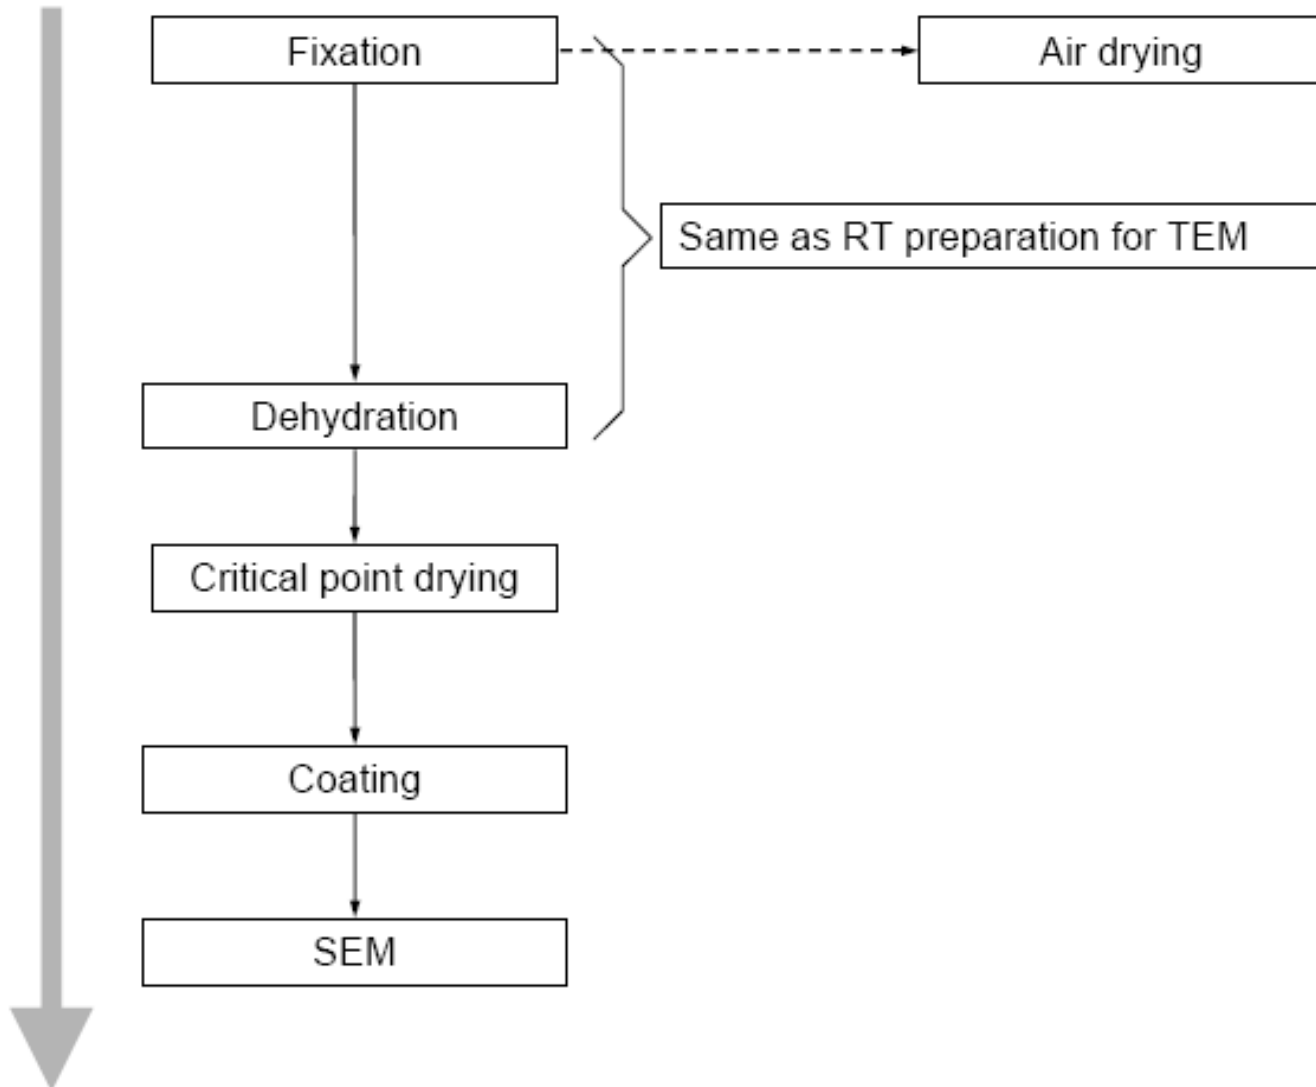 Fixation
Air drying
Same as RT preparation for TEM
Dehydration
Critical point drying
Coating
SEM